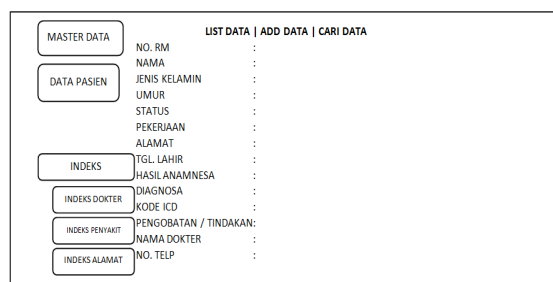 MASTER DATA
DATA PASIEN
INDEKS
INDEKS DOKTER
INDEKS PENYAKIT
INDEKS ALAMAT
LIST DATA | ADD DATA | CARI DATA
NO. RM :
NAMA :
JENIS KELAMIN :
UMUR :
STATUS :
PEKERJAAN :
ALAMAT :
TGL. LAHIR :
HASIL ANAMNESA :
DIAGNOSA :
KODE ICD :
PENGOBATAN / TINDAKAN:
NAMA DOKTER :
NO. TELP :